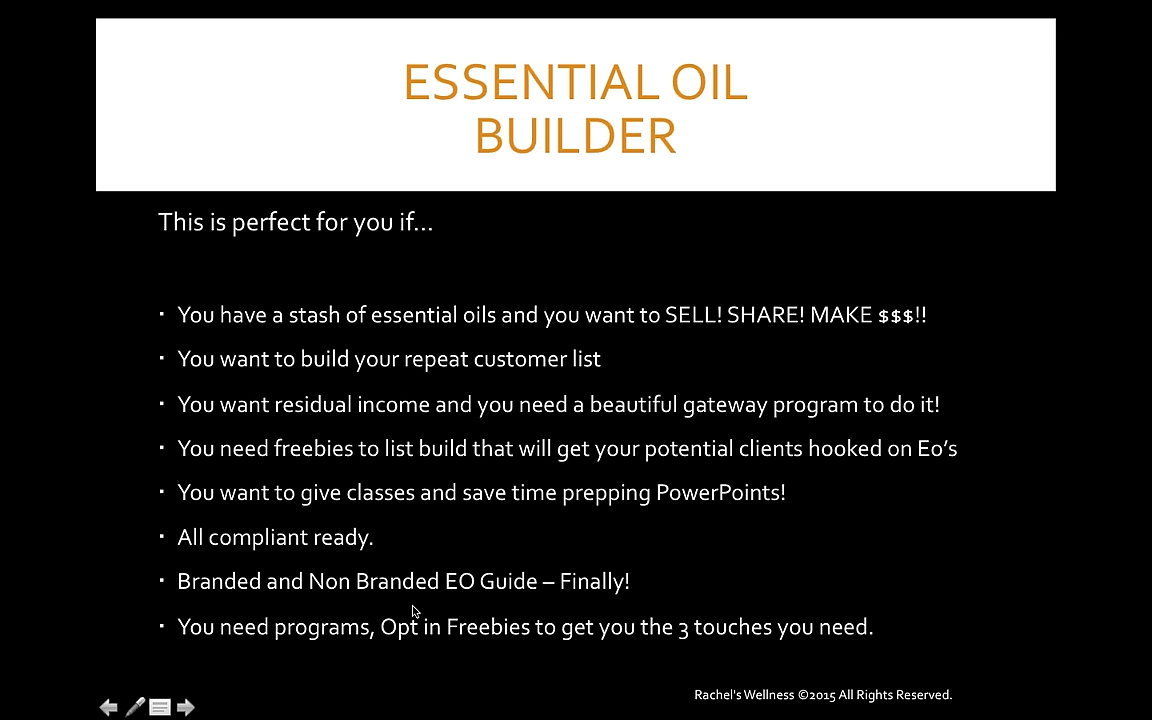 ESSENTIAL OIL
BUILDER
This is perfect for you if...
▪ You have a stash of essential oils and you want to SELL! SHARE! MAKE $$$!!
▪ You want to build your repeat customer list
▪ You want residual income and you need a beautiful gateway program to do it!
▪ You need freebies to list build that will get your potential clients hooked on Eo’s
▪ You want to give classes and save time prepping PowerPoints!
▪ All compliant ready.
▪ Branded and Non Branded EO Guide – Finally!
▪ You need programs, Opt in Freebies to get you the 3 touches you need.
Rachel's Wellness ©2015 All Rights Reserved.